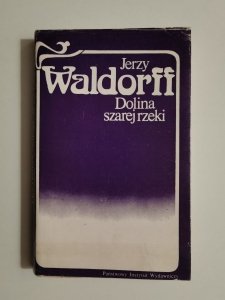 Jerzy
Waldorff
Dolina
szarej rzeki
Państwowy Instytut Wydawniczy